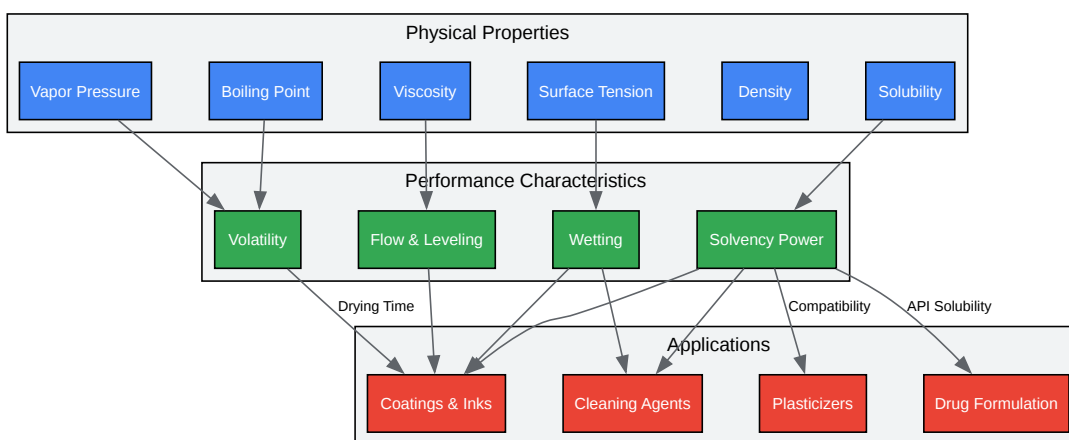 Physical Properties
Vapor Pressure
Boiling Point
Viscosity
Surface Tension
Density
Solubility
Performance Characteristics
Volatility
Flow & Leveling
Wetting
Solvency Power
Drying Time
Compatibility
API Solubility
Applications
Coatings & Inks
Cleaning Agents
Plasticizers
Drug Formulation